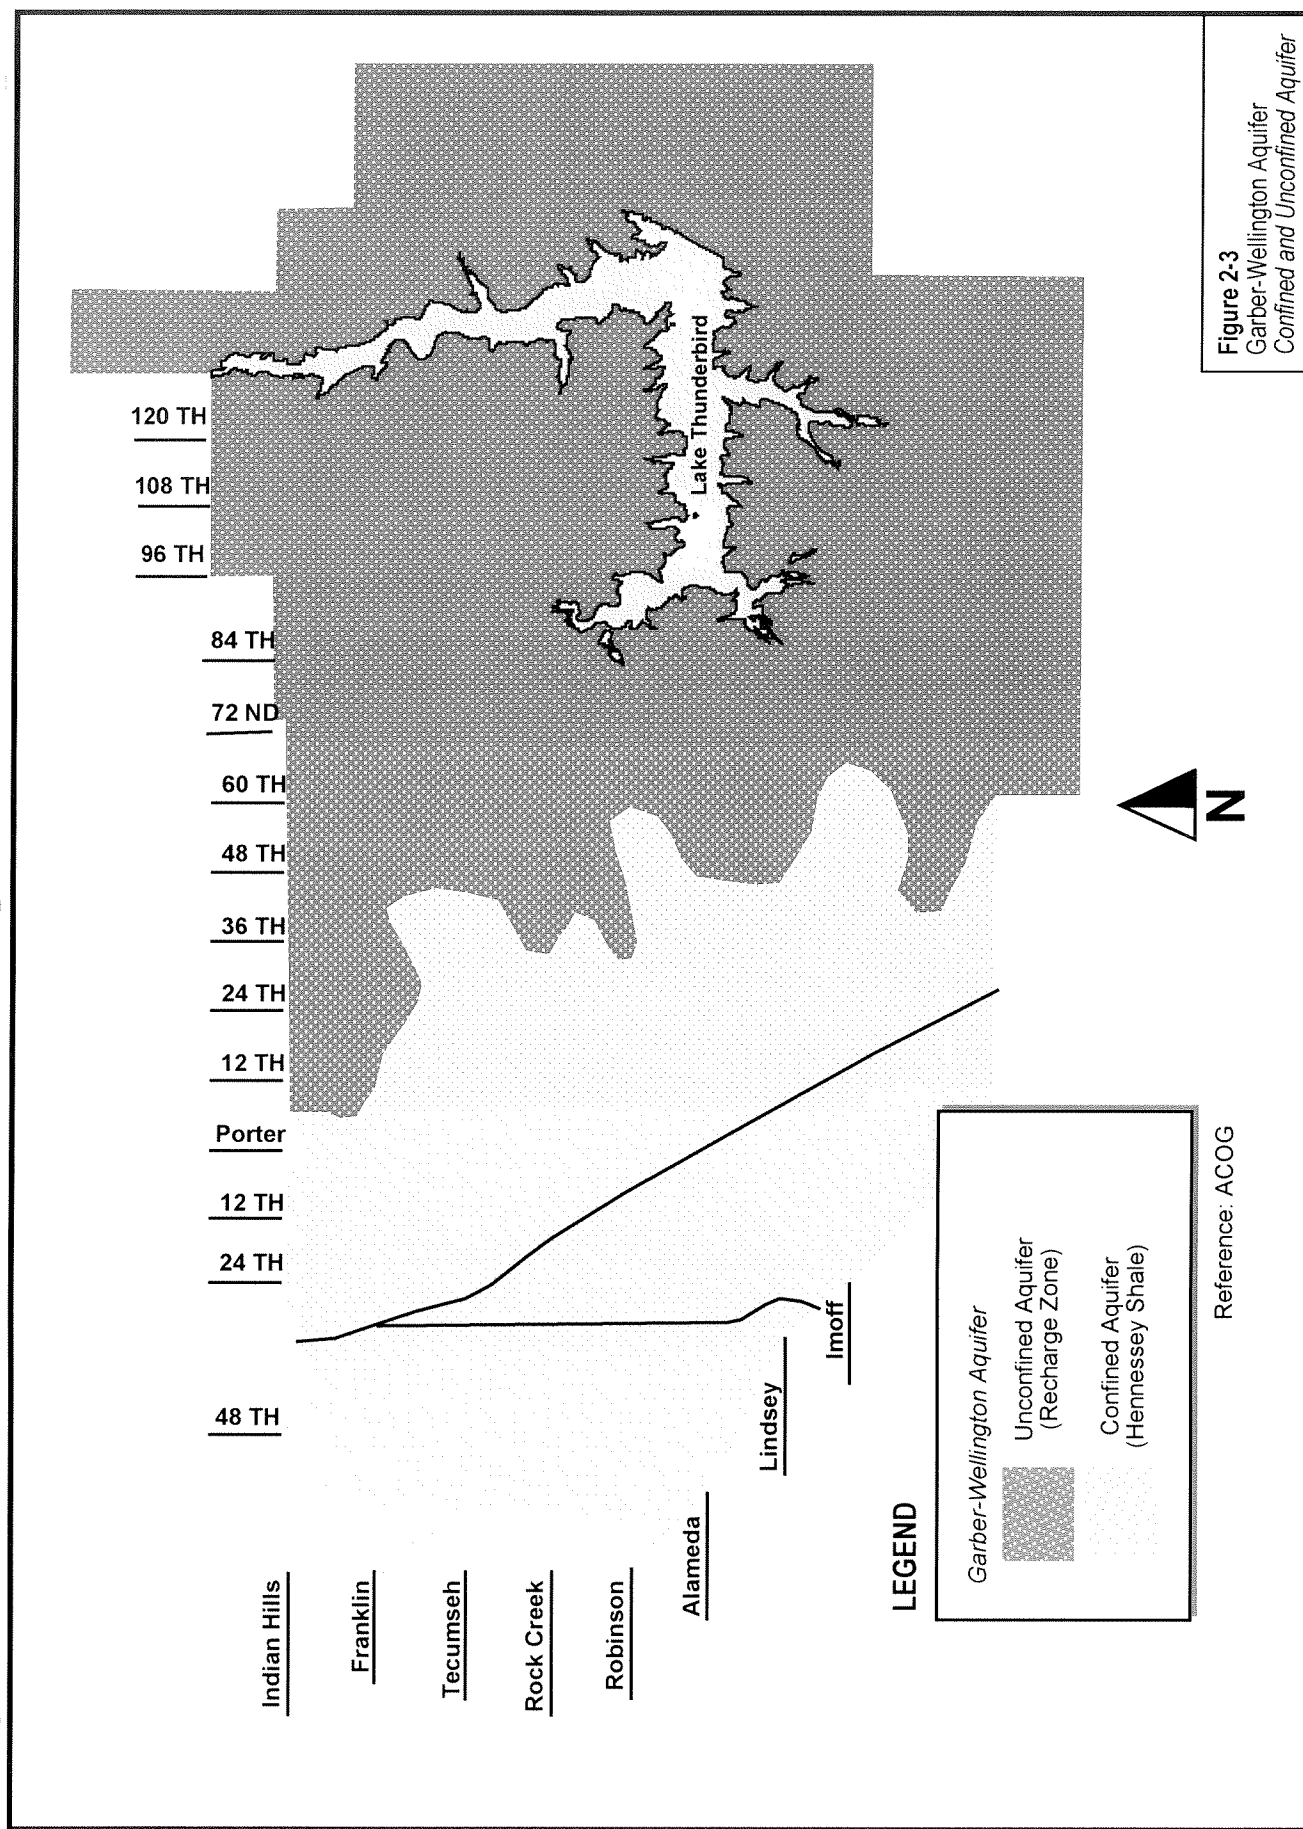 120 TH
108 TH
96 TH
84 TH
72 ND
60 TH
48 TH
36 TH
24 TH
12 TH
Porter
12 TH
24 TH
48 TH
Indian Hills
Franklin
Tecumseh
Rock Creek
Robinson
Alameda
Lindsey
Imoff
Lake Thunderbird
N
LEGEND
Garber-Wellington Aquifer
Unconfined Aquifer
(Recharge Zone)
Confined Aquifer
(Hennessey Shale)
Reference: ACOG
Figure 2-3
Garber-Wellington Aquifer
Confined and Unconfined Aquifer